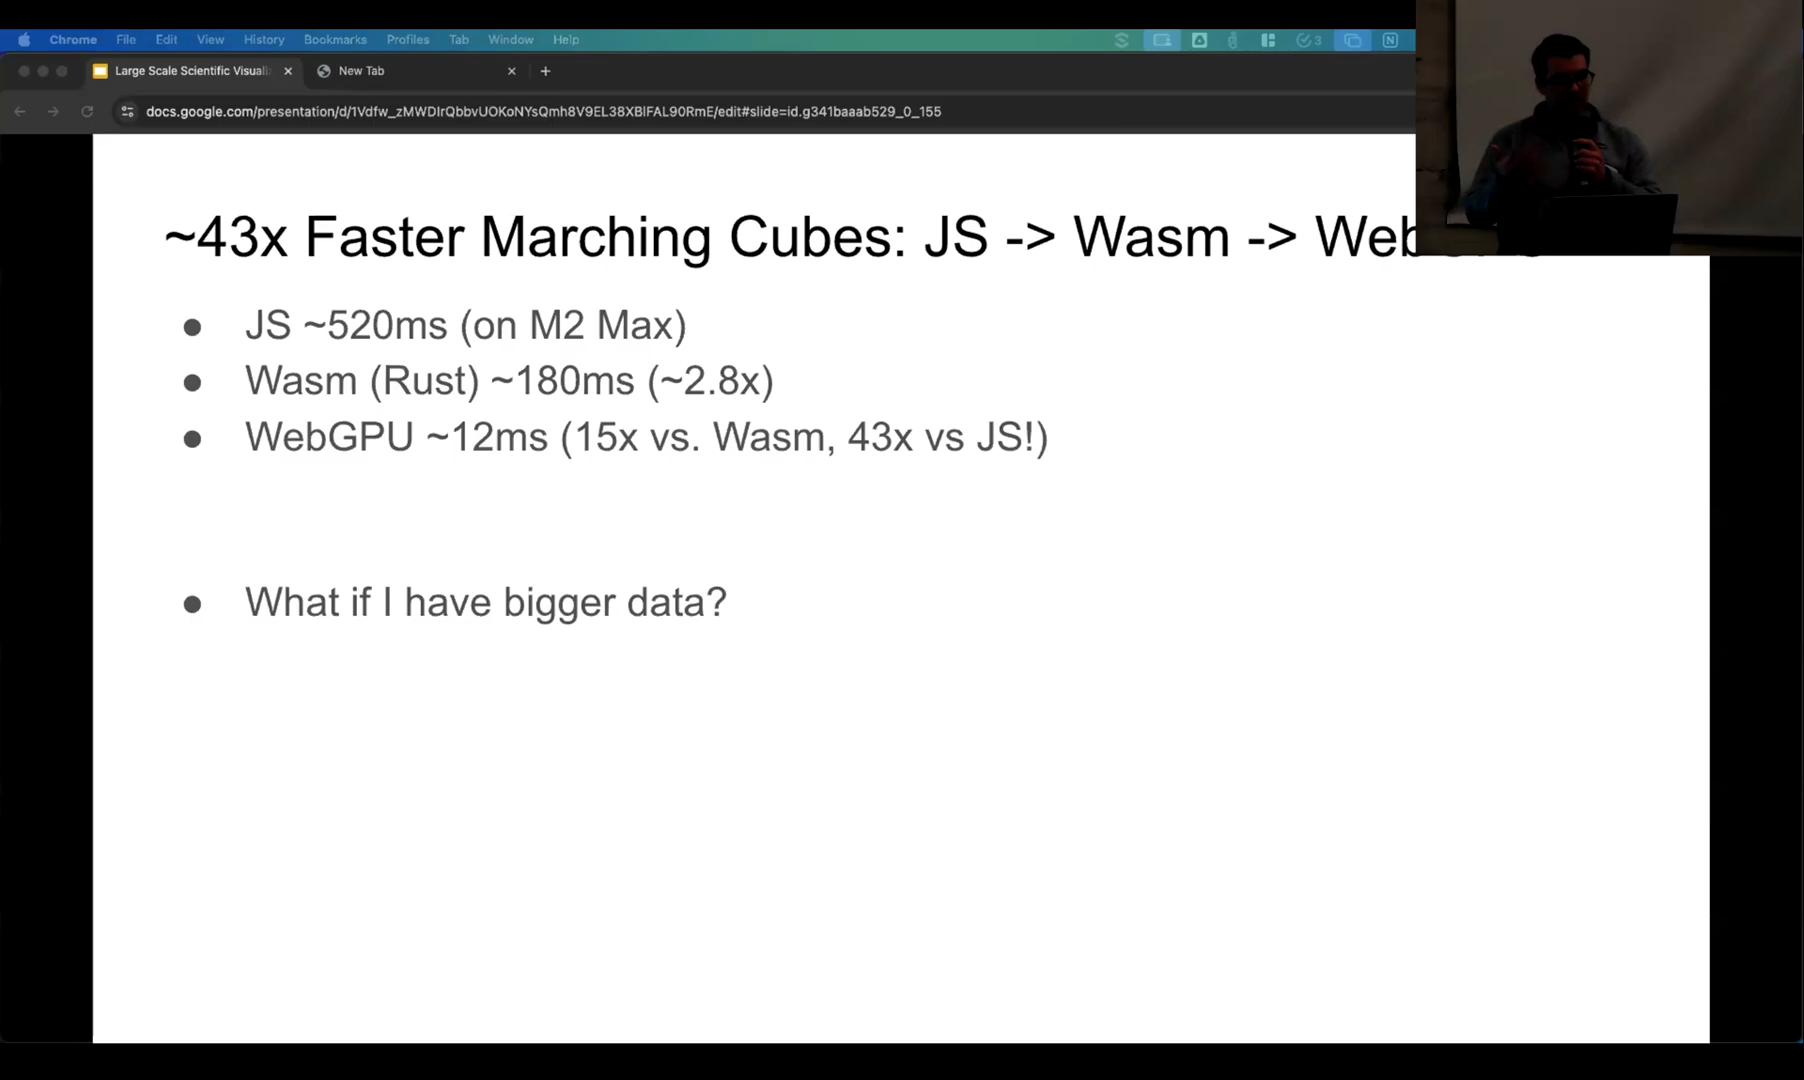 Chrome File Edit View History Bookmarks Profiles Tab Window Help 3
Large Scale Scientific Visuali New Tab
docs.google.com/presentation/d/1Vdfw_zMWDIrQbbvUOKoNYsQmh8V9EL38XBlFAL90RmE/edit#slide=id.g341baaab529_0_155
~43x Faster Marching Cubes: JS -> Wasm -> Web
● JS ~520ms (on M2 Max)
● Wasm (Rust) ~180ms (~2.8x)
● WebGPU ~12ms (15x vs. Wasm, 43x vs JS!)
● What if I have bigger data?